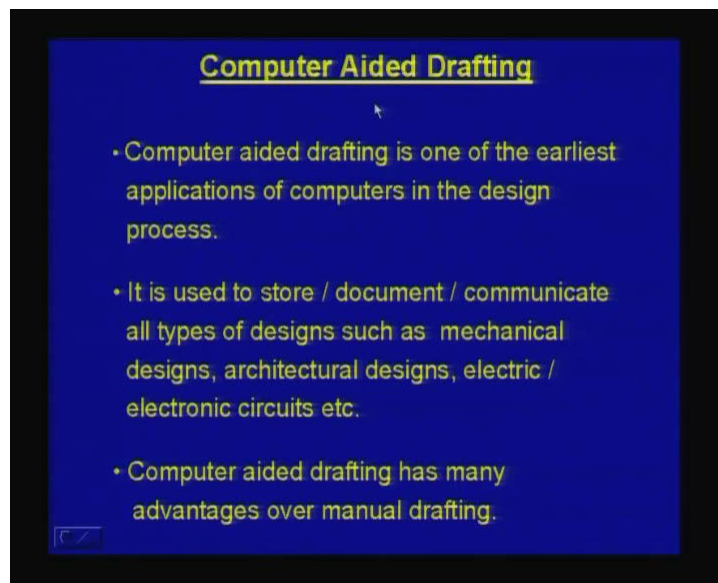 Computer Aided Drafting
• Computer aided drafting is one of the earliest
applications of computers in the design
process.
• It is used to store / document / communicate
all types of designs such as mechanical
designs, architectural designs, electric /
electronic circuits etc.
• Computer aided drafting has many
advantages over manual drafting.